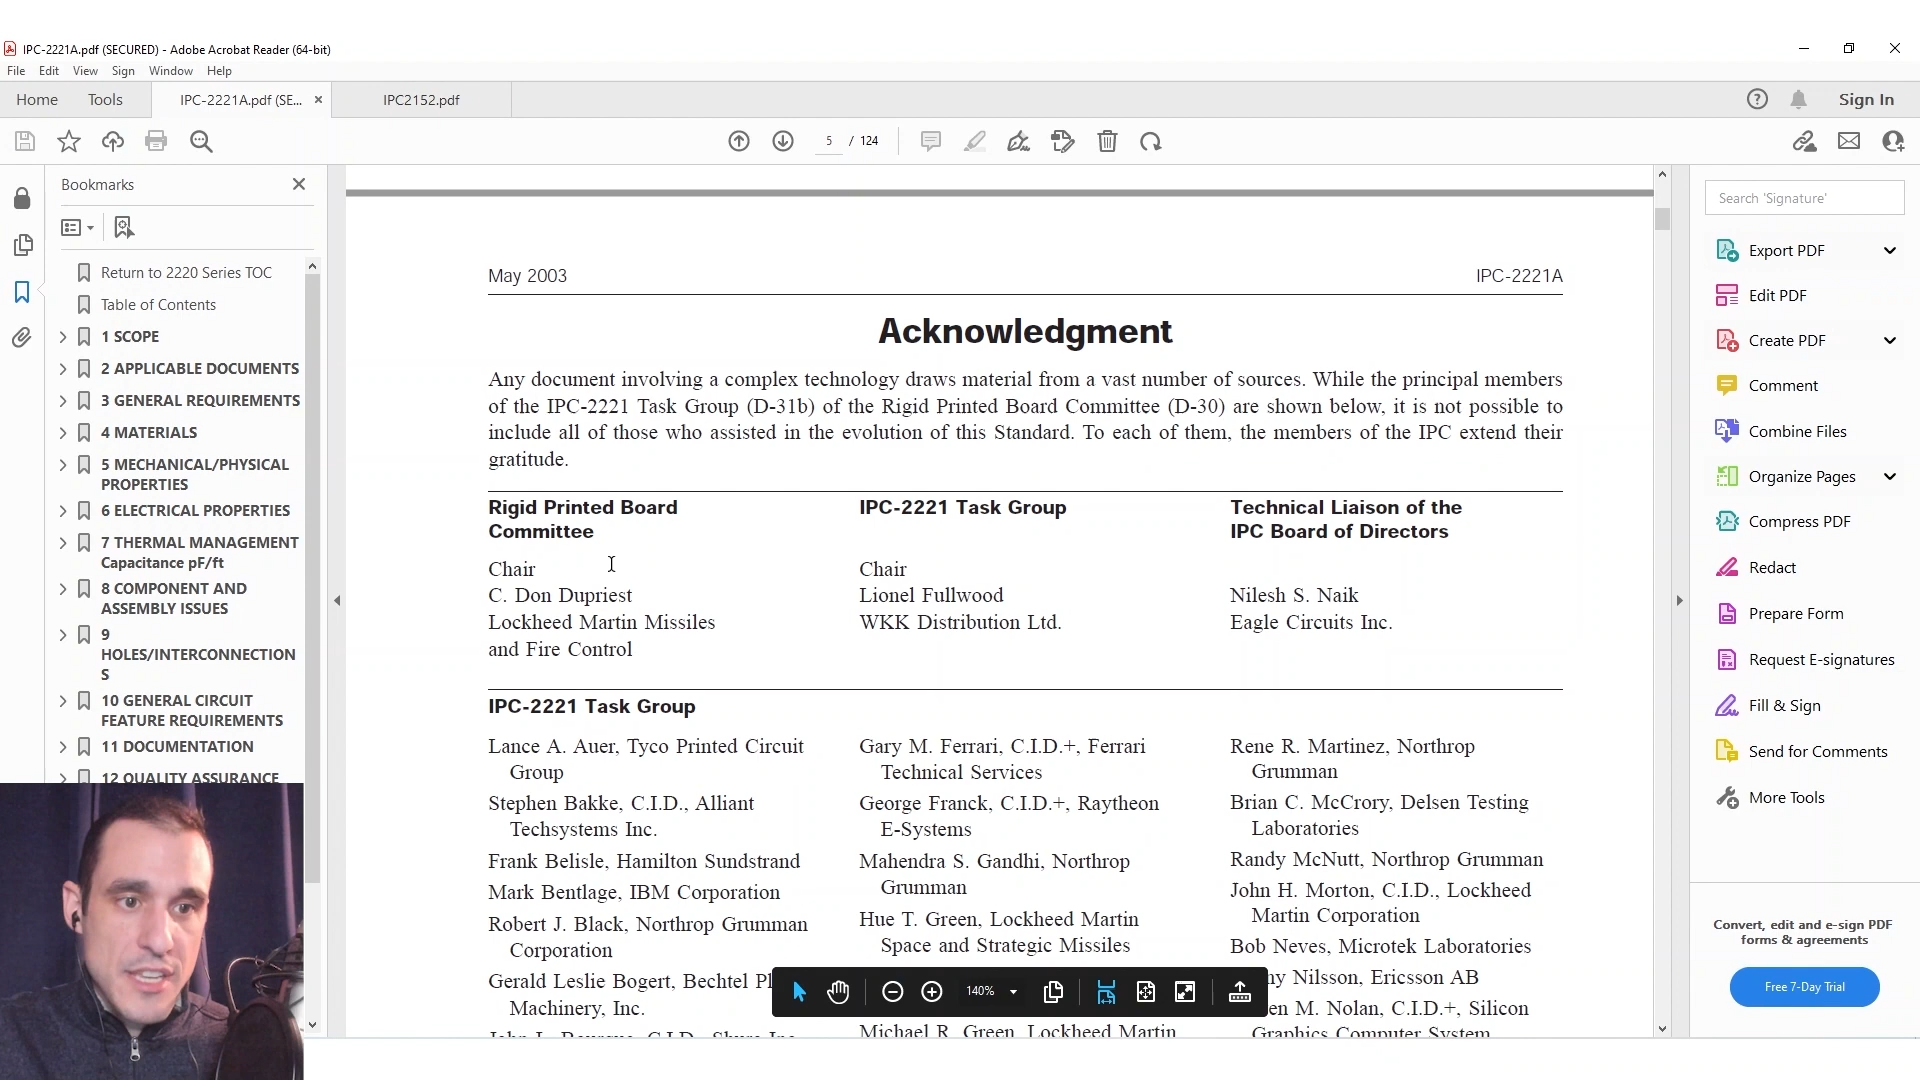 IPC-2221A.pdf (SECURED) - Adobe Acrobat Reader (64-bit)
File Edit View Sign Window Help
Home Tools IPC-2221A.pdf (SE... IPC2152.pdf Sign In
5 / 124
Bookmarks
Return to 2220 Series TOC
Table of Contents
1 SCOPE
2 APPLICABLE DOCUMENTS
3 GENERAL REQUIREMENTS
4 MATERIALS
5 MECHANICAL/PHYSICAL
PROPERTIES
6 ELECTRICAL PROPERTIES
7 THERMAL MANAGEMENT
Capacitance pF/ft
8 COMPONENT AND
ASSEMBLY ISSUES
9
HOLES/INTERCONNECTION
S
10 GENERAL CIRCUIT
FEATURE REQUIREMENTS
11 DOCUMENTATION
12 QUALITY ASSURANCE
May 2003 IPC-2221A
Acknowledgment
Any document involving a complex technology draws material from a vast number of sources. While the principal members
of the IPC-2221 Task Group (D-31b) of the Rigid Printed Board Committee (D-30) are shown below, it is not possible to
include all of those who assisted in the evolution of this Standard. To each of them, the members of the IPC extend their
gratitude.
Rigid Printed Board
Committee
Chair
C. Don Dupriest
Lockheed Martin Missiles
and Fire Control
IPC-2221 Task Group
Chair
Lionel Fullwood
WKK Distribution Ltd.
Technical Liaison of the
IPC Board of Directors
Nilesh S. Naik
Eagle Circuits Inc.
IPC-2221 Task Group
Lance A. Auer, Tyco Printed Circuit
Group
Stephen Bakke, C.I.D., Alliant
Techsystems Inc.
Frank Belisle, Hamilton Sundstrand
Mark Bentlage, IBM Corporation
Robert J. Black, Northrop Grumman
Corporation
Gerald Leslie Bogert, Bechtel
Machinery, Inc.
Gary M. Ferrari, C.I.D.+, Ferrari
Technical Services
George Franck, C.I.D.+, Raytheon
E-Systems
Mahendra S. Gandhi, Northrop
Grumman
Hue T. Green, Lockheed Martin
Space and Strategic Missiles
Michael R. Green, Lockheed Martin
Rene R. Martinez, Northrop
Grumman
Brian C. McCrory, Delsen Testing
Laboratories
Randy McNutt, Northrop Grumman
John H. Morton, C.I.D., Lockheed
Martin Corporation
Bob Neves, Microtek Laboratories
Nilsson, Ericsson AB
M. Nolan, C.I.D.+, Silicon
Graphics Computer System
140%
Search 'Signature'
Export PDF
Edit PDF
Create PDF
Comment
Combine Files
Organize Pages
Compress PDF
Redact
Prepare Form
Request E-signatures
Fill & Sign
Send for Comments
More Tools
Convert, edit and e-sign PDF
forms & agreements
Free 7-Day Trial